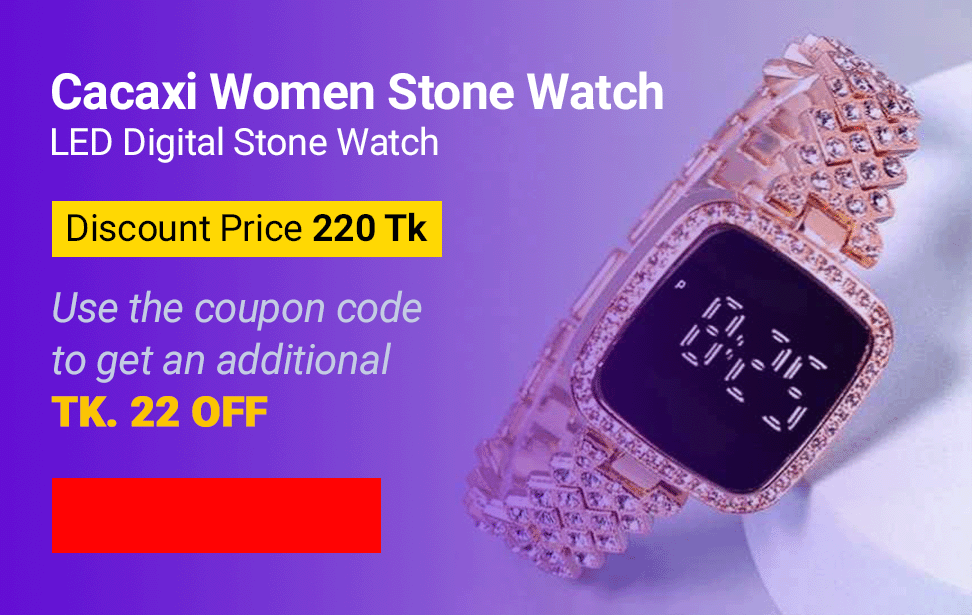 Cacaxi Women Stone Watch
LED Digital Stone Watch
Discount Price 220 Tk
Use the coupon code
to get an additional
TK. 22 OFF
P